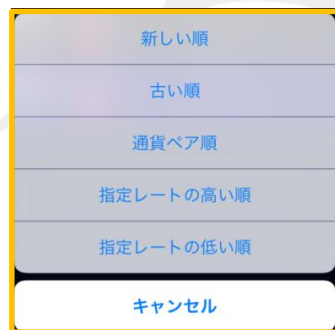 新しい順
古い順
通貨ペア順
指定レートの高い順
指定レートの低い順
キャンセル